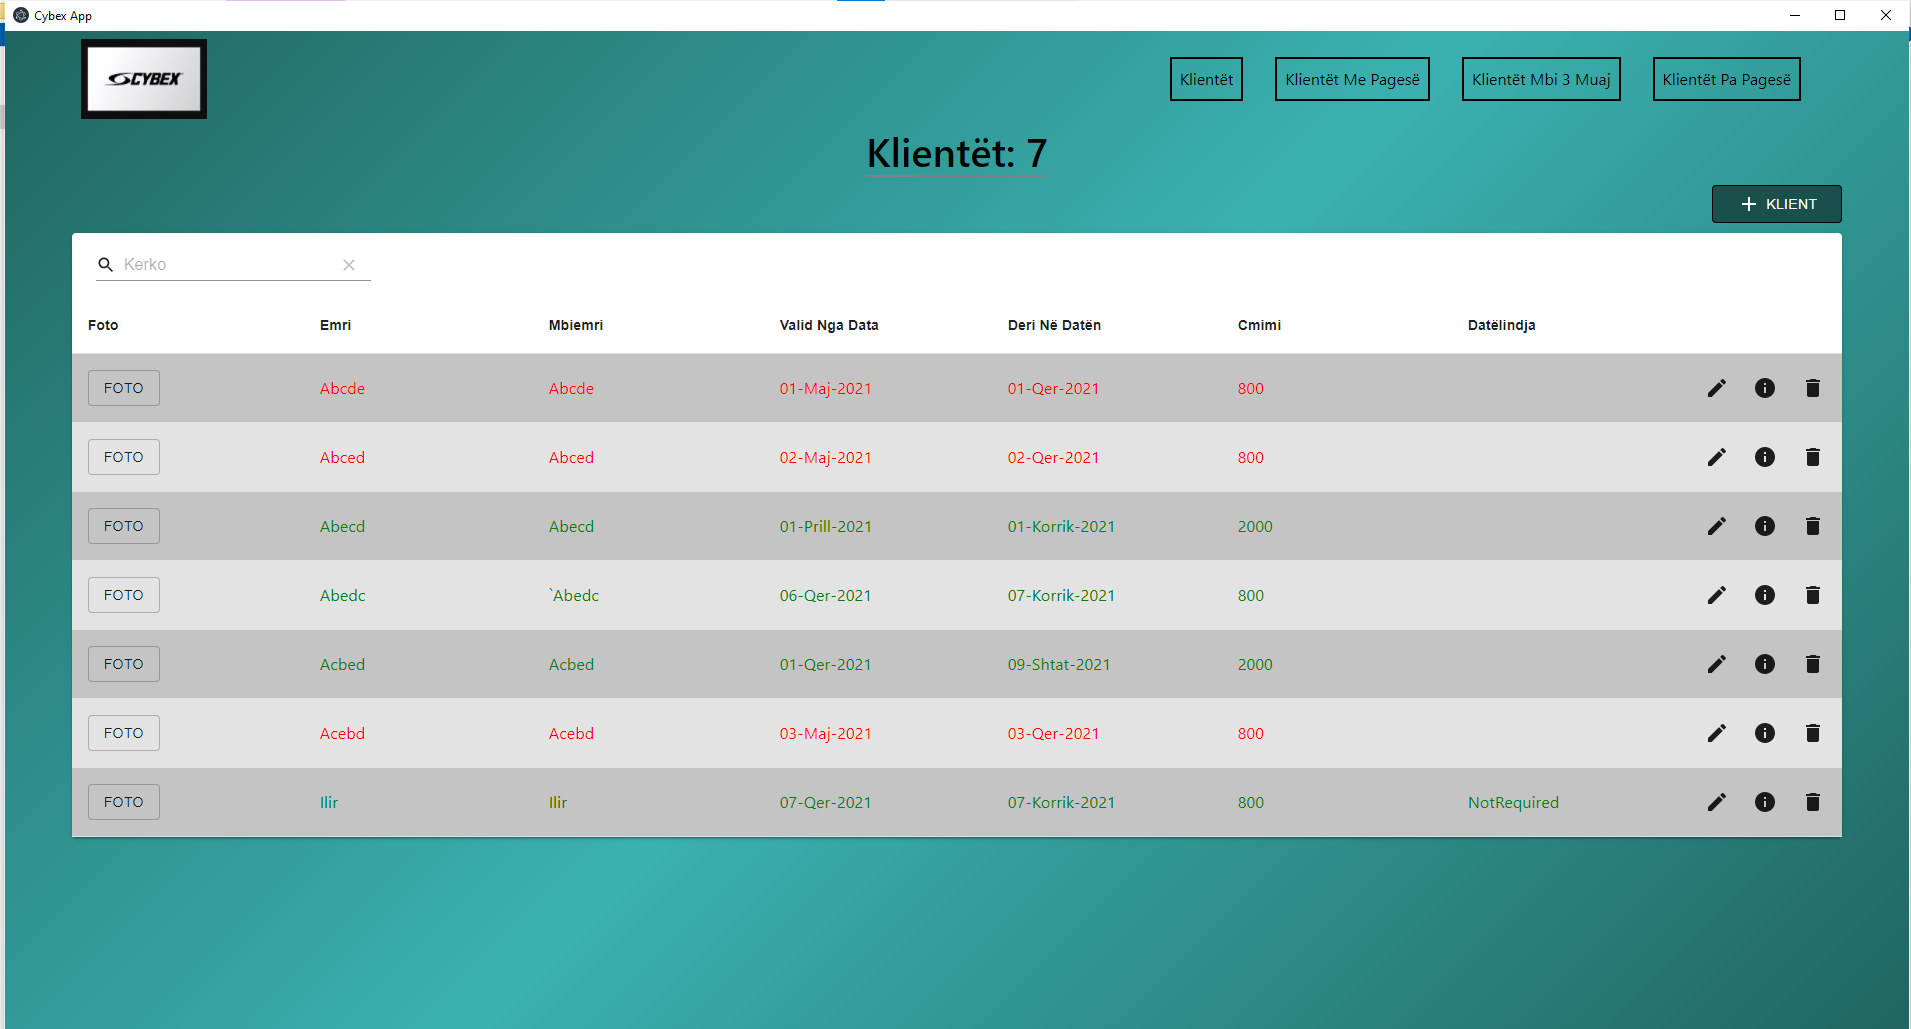 Cybex App
CYBEX
Klientët Klientët Me Pagesë Klientët Mbi 3 Muaj Klientët Pa Pagesë
Klientët: 7
+ KLIENT
Kerko
Foto Emri Mbiemri Valid Nga Data Deri Në Datën Cmimi Datëlindja
FOTO Abcde Abcde 01-Maj-2021 01-Qer-2021 800
FOTO Abced Abced 02-Maj-2021 02-Qer-2021 800
FOTO Abecd Abecd 01-Prill-2021 01-Korrik-2021 2000
FOTO Abedc `Abedc 06-Qer-2021 07-Korrik-2021 800
FOTO Acbed Acbed 01-Qer-2021 09-Shtat-2021 2000
FOTO Acebd Acebd 03-Maj-2021 03-Qer-2021 800
FOTO Ilir Ilir 07-Qer-2021 07-Korrik-2021 800 NotRequired